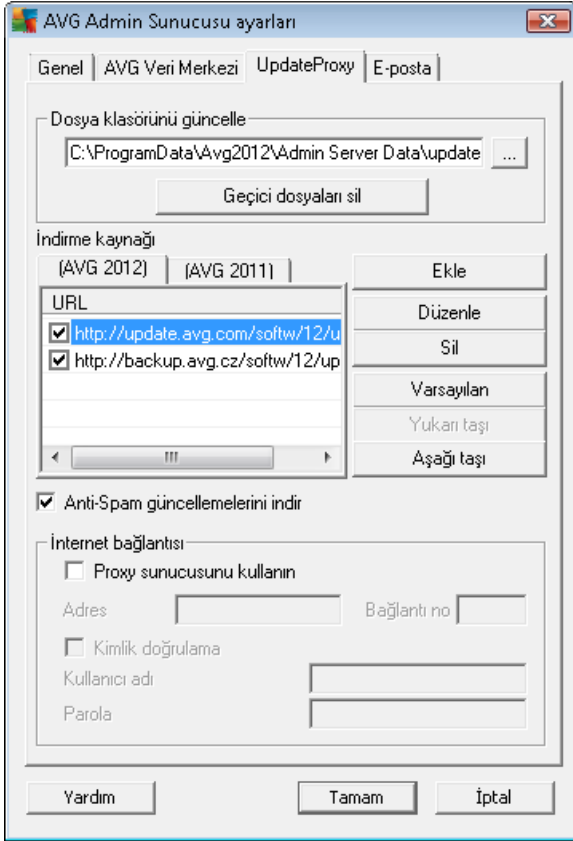 AVG Admin Sunucusu ayarları
Genel AVG Veri Merkezi UpdateProxy E-posta
Dosya klasörünü güncelle
C:\ProgramData\Avg2012\Admin Server Data\update ...
Geçici dosyaları sil
İndirme kaynağı
(AVG 2012) (AVG 2011)
Ekle
URL
Düzenle
http://update.avg.com/softw/12/u
Sil
http://backup.avg.cz/softw/12/up
Varsayılan
Yukarı taşı
Aşağı taşı
Anti-Spam güncellemelerini indir
İnternet bağlantısı
Proxy sunucusunu kullanın
Adres Bağlantı no
Kimlik doğrulama
Kullanıcı adı
Parola
Yardım Tamam İptal